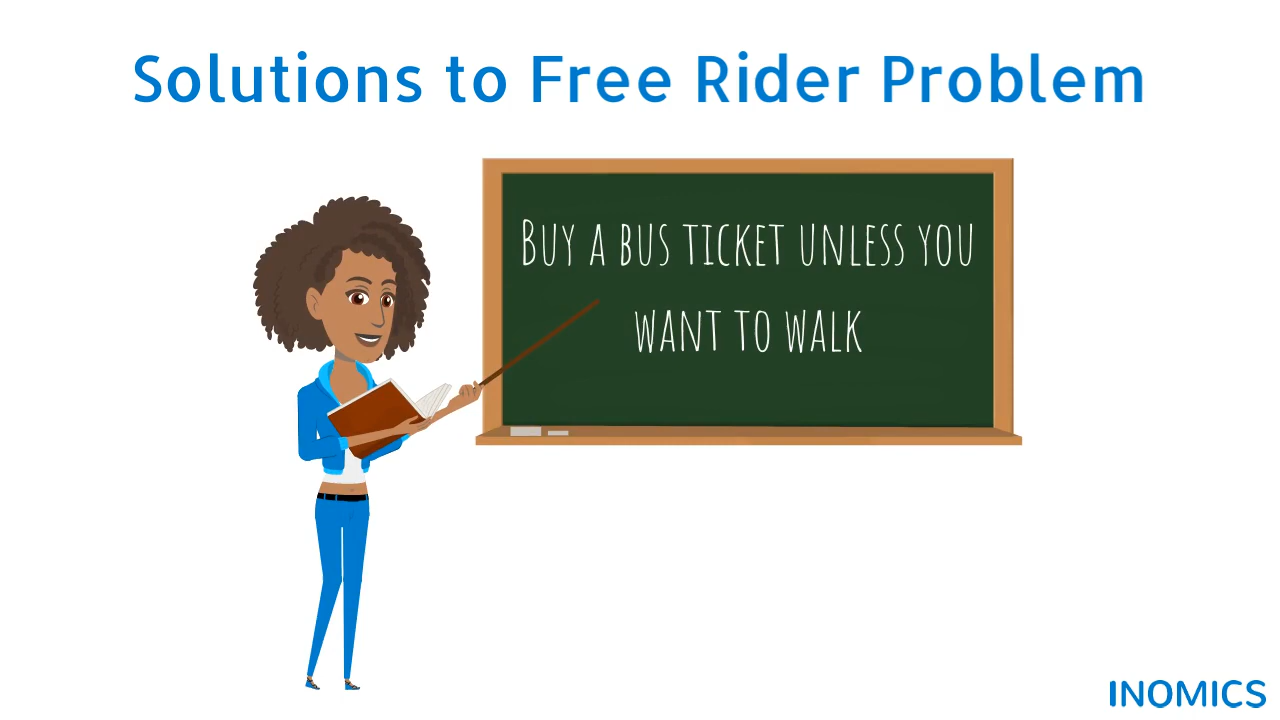 Solutions to Free Rider Problem
Buy a bus ticket unless you
want to walk
INOMICS